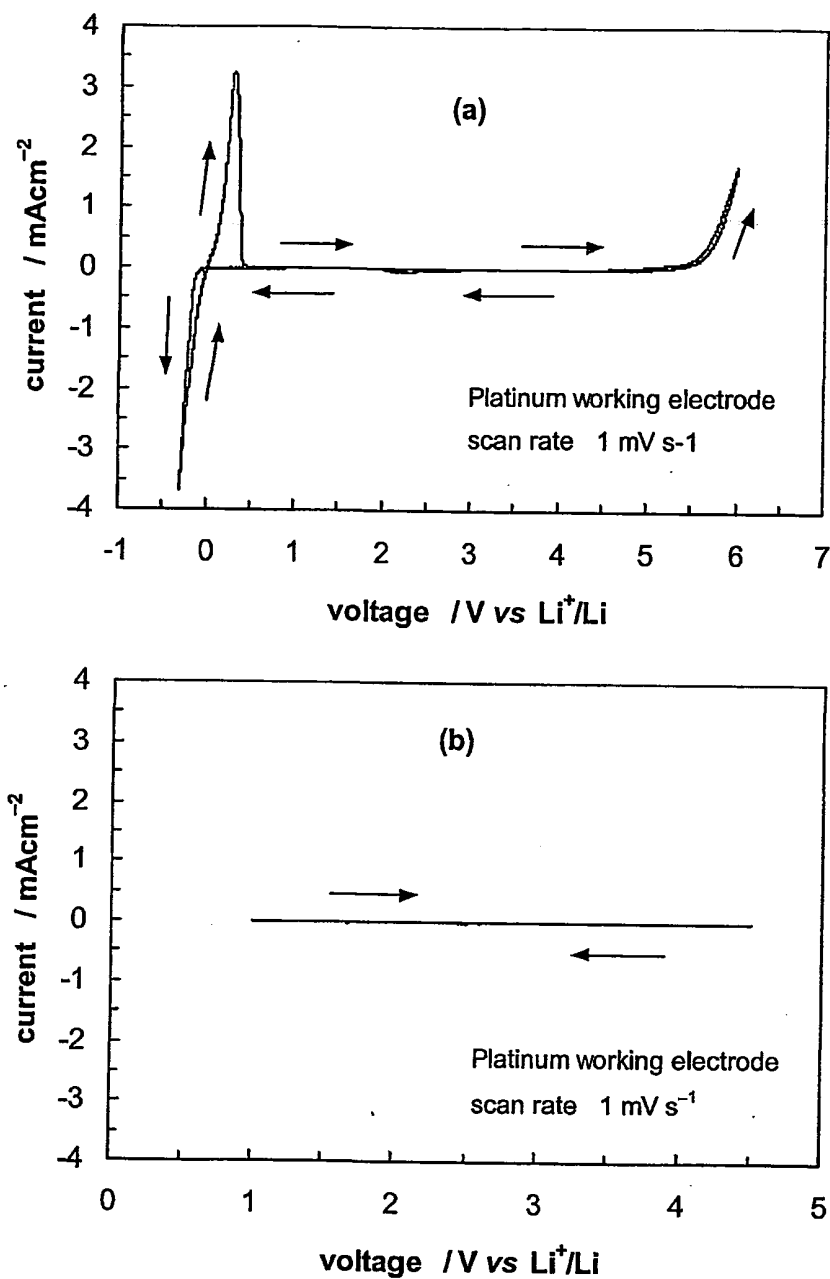 4
3
2
1
0
-1
-2
-3
-4
current / mAcm⁻²
(a)
Platinum working electrode
scan rate 1 mV s-1
-1 0 1 2 3 4 5 6 7
voltage / V vs Li⁺/Li
4
3
2
1
0
-1
-2
-3
-4
current / mAcm⁻²
(b)
Platinum working electrode
scan rate 1 mV s⁻¹
0 1 2 3 4 5
voltage / V vs Li⁺/Li